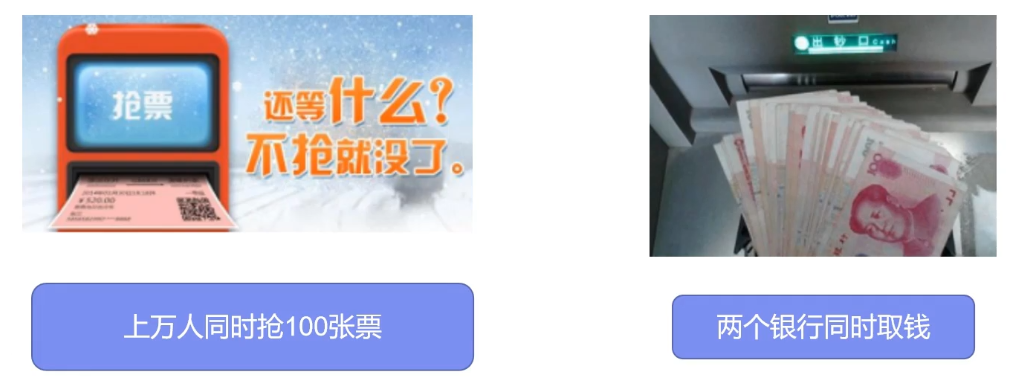 抢票
还等什么?
不抢就没了。
¥520.00
出钞口 Cash
100
上万人同时抢100张票
两个银行同时取钱